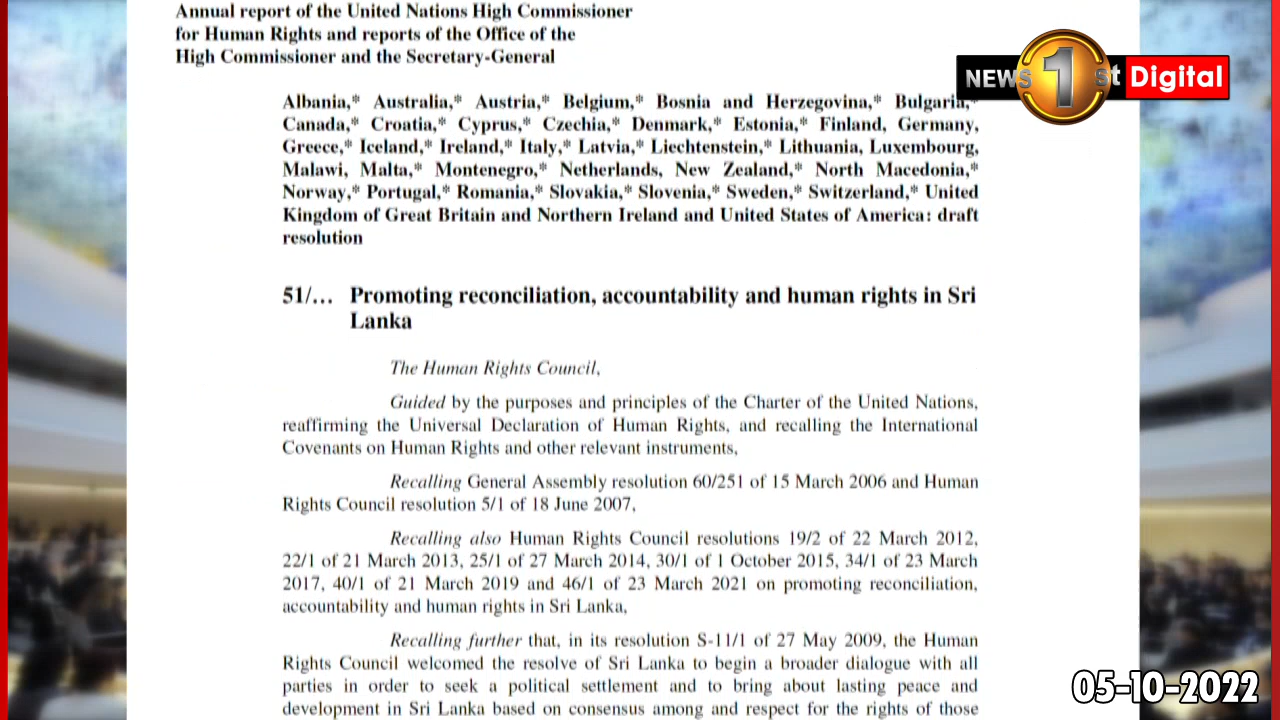 Annual report of the United Nations High Commissioner
for Human Rights and reports of the Office of the
High Commissioner and the Secretary-General
NEWS 1st Digital
Albania,* Australia,* Austria,* Belgium,* Bosnia and Herzegovina,* Bulgaria,*
Canada,* Croatia,* Cyprus,* Czechia,* Denmark,* Estonia,* Finland, Germany,
Greece,* Iceland,* Ireland,* Italy,* Latvia,* Liechtenstein,* Lithuania, Luxembourg,
Malawi, Malta,* Montenegro,* Netherlands, New Zealand,* North Macedonia,*
Norway,* Portugal,* Romania,* Slovakia,* Slovenia,* Sweden,* Switzerland,* United
Kingdom of Great Britain and Northern Ireland and United States of America: draft
resolution
51/… Promoting reconciliation, accountability and human rights in Sri
Lanka
The Human Rights Council,
Guided by the purposes and principles of the Charter of the United Nations,
reaffirming the Universal Declaration of Human Rights, and recalling the International
Covenants on Human Rights and other relevant instruments,
Recalling General Assembly resolution 60/251 of 15 March 2006 and Human
Rights Council resolution 5/1 of 18 June 2007,
Recalling also Human Rights Council resolutions 19/2 of 22 March 2012,
22/1 of 21 March 2013, 25/1 of 27 March 2014, 30/1 of 1 October 2015, 34/1 of 23 March
2017, 40/1 of 21 March 2019 and 46/1 of 23 March 2021 on promoting reconciliation,
accountability and human rights in Sri Lanka,
Recalling further that, in its resolution S-11/1 of 27 May 2009, the Human
Rights Council welcomed the resolve of Sri Lanka to begin a broader dialogue with all
parties in order to seek a political settlement and to bring about lasting peace and
development in Sri Lanka based on consensus among and respect for the rights of those
05-10-2022